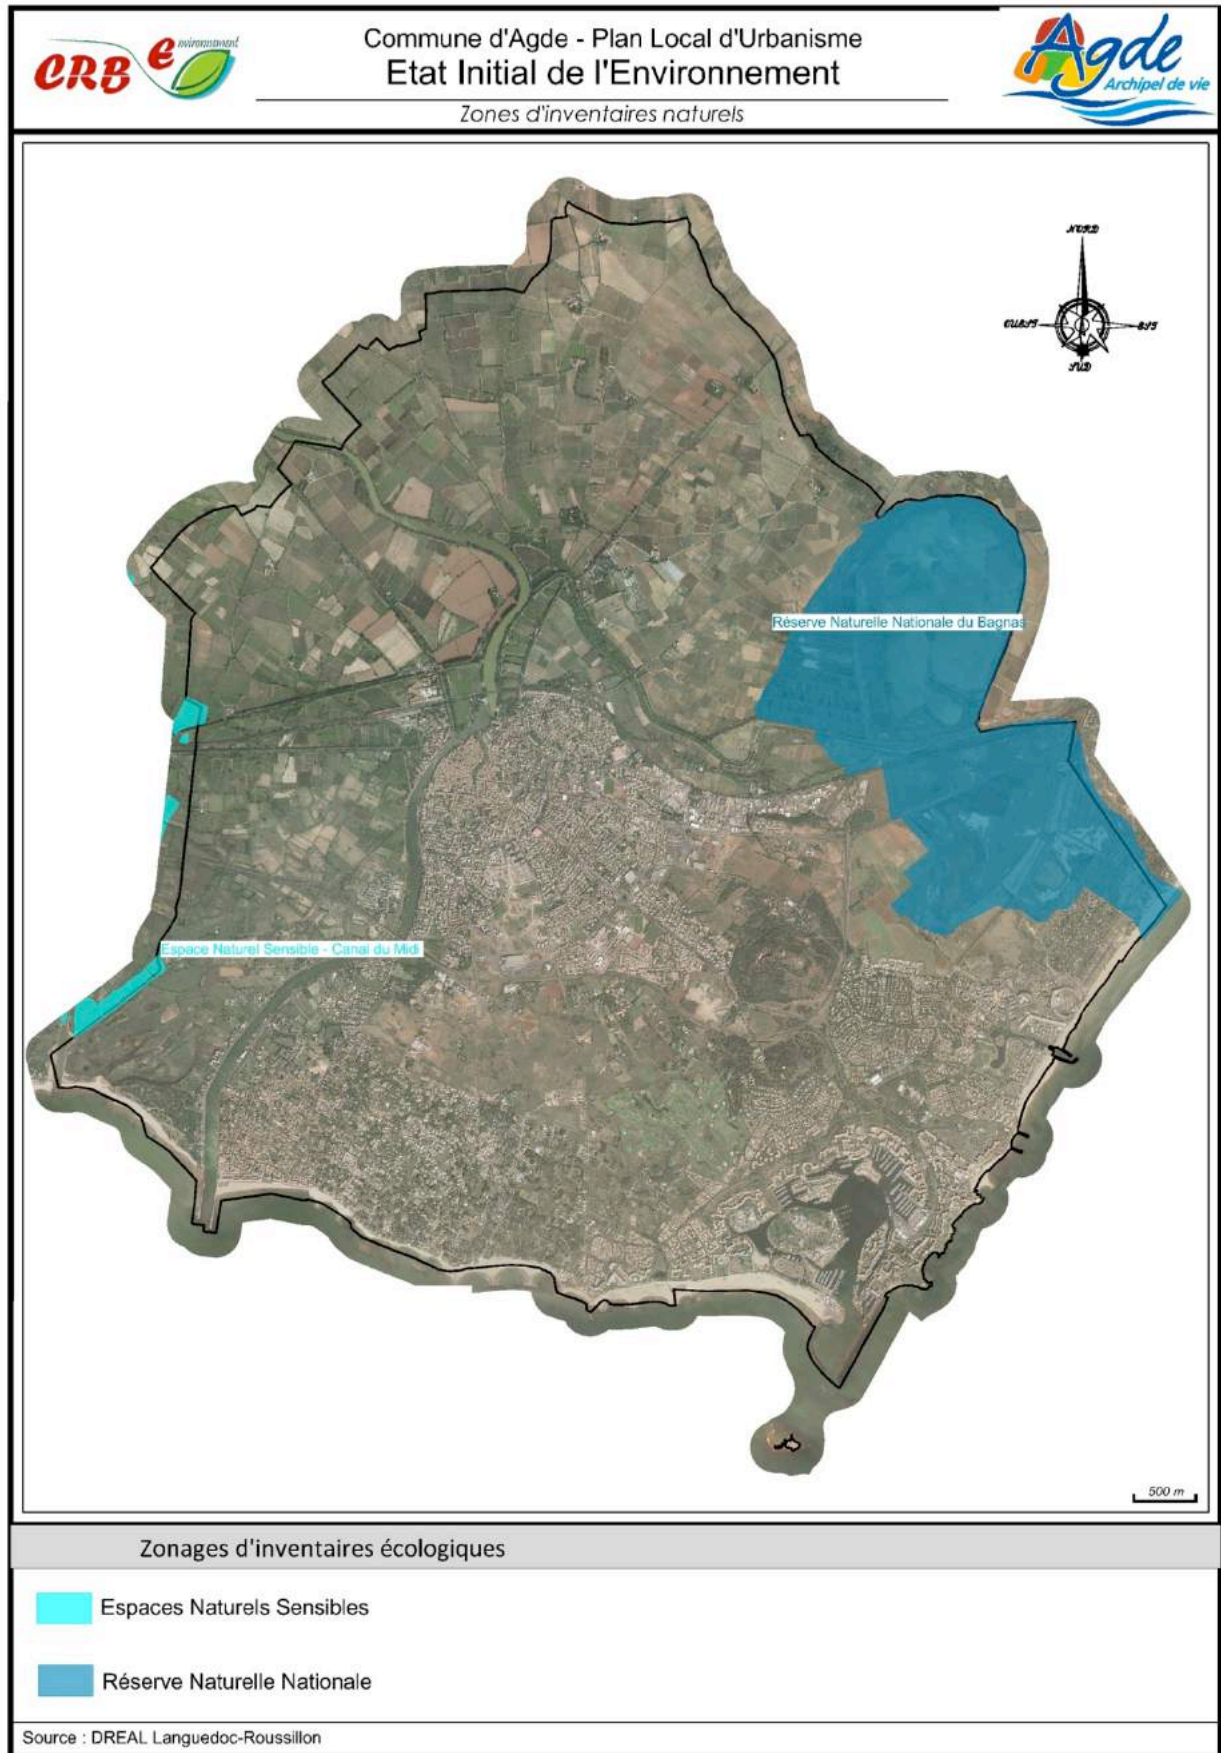 CRB Environnement
Commune d'Agde - Plan Local d'Urbanisme
Etat Initial de l'Environnement
Zones d'inventaires naturels
Agde
Archipel de vie
NORD
OUEST
EST
SUD
Réserve Naturelle Nationale du Bagnas
Espace Naturel Sensible - Canal du Midi
500 m
Zonages d'inventaires écologiques
Espaces Naturels Sensibles
Réserve Naturelle Nationale
Source : DREAL Languedoc-Roussillon